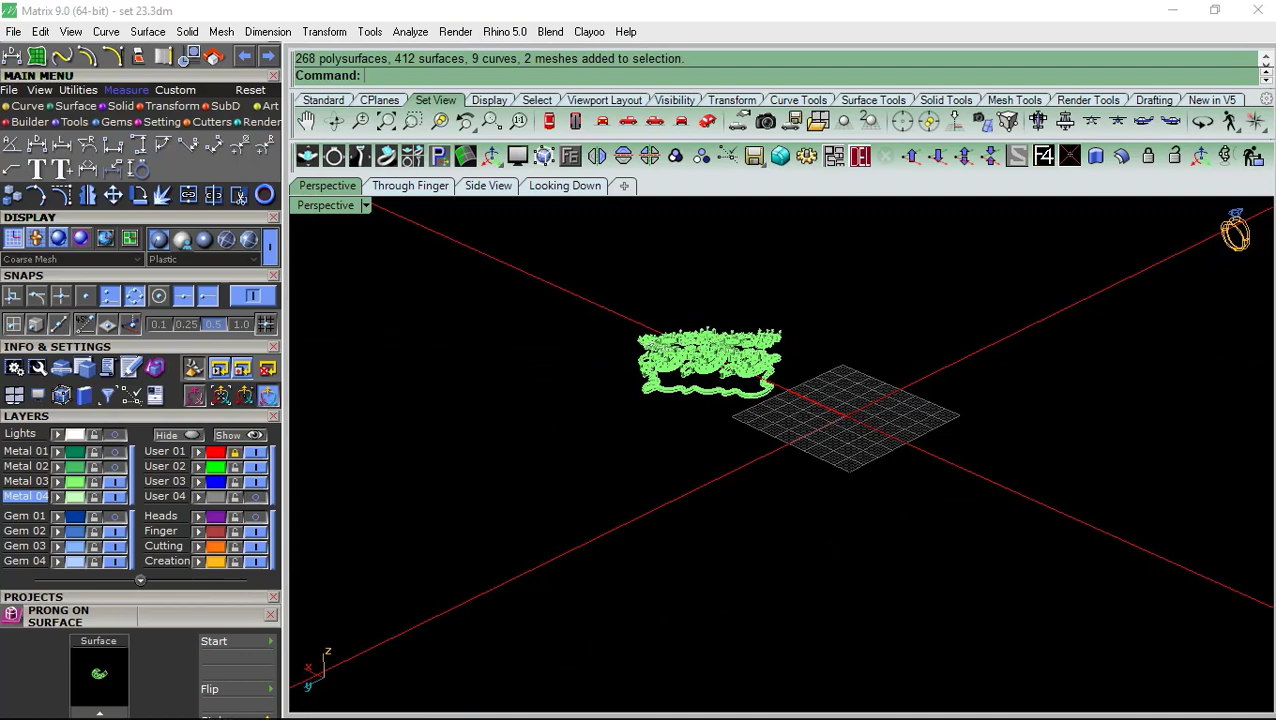 Matrix 9.0 (64-bit) - set 23.3dm
File Edit View Curve Surface Solid Mesh Dimension Transform Tools Analyze Render Rhino 5.0 Blend Clayoo Help
268 polysurfaces, 412 surfaces, 9 curves, 2 meshes added to selection.
Command:
MAIN MENU
File View Utilities Measure Custom Reset
Curve Surface Solid Transform SubD Art
Builder Tools Gems Setting Cutters Render
Standard CPlanes Set View Display Select Viewport Layout Visibility Transform Curve Tools Surface Tools Solid Tools Mesh Tools Render Tools Drafting New in V5
Perspective Through Finger Side View Looking Down
Perspective
DISPLAY
Coarse Mesh Plastic
SNAPS
0.1 0.25 0.5 1.0
INFO & SETTINGS
LAYERS
Lights Hide Show
Metal 01 User 01
Metal 02 User 02
Metal 03 User 03
Metal 04 User 04
Gem 01 Heads
Gem 02 Finger
Gem 03 Cutting
Gem 04 Creation
PROJECTS
PRONG ON
SURFACE
Surface Start
Flip
z
x
y